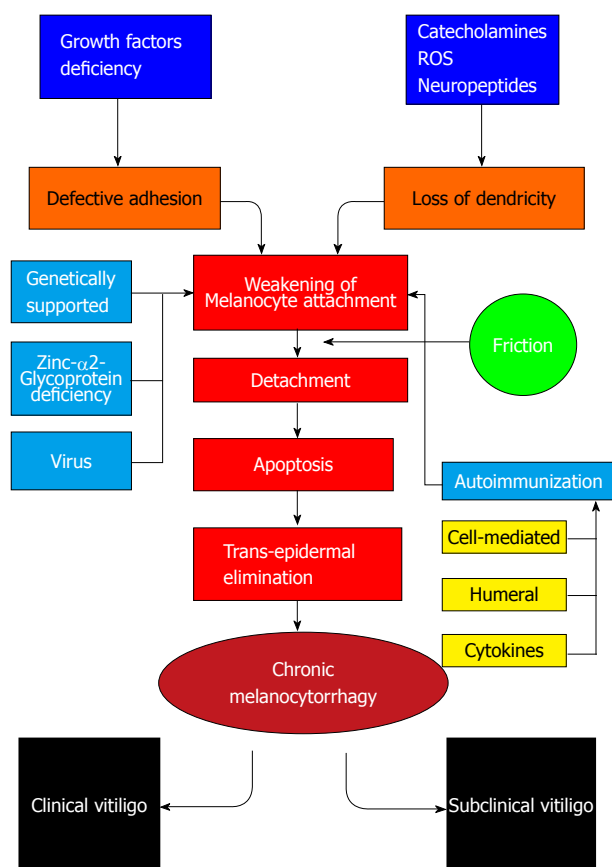 Growth factors
deficiency
Catecholamines
ROS
Neuropeptides
Defective adhesion
Loss of dendricity
Genetically
supported
Weakening of
Melanocyte attachment
Friction
Zinc-α2-
Glycoprotein
deficiency
Detachment
Virus
Apoptosis
Autoimmunization
Cell-mediated
Trans-epidermal
elimination
Humeral
Cytokines
Chronic
melanocytorrhagy
Clinical vitiligo
Subclinical vitiligo